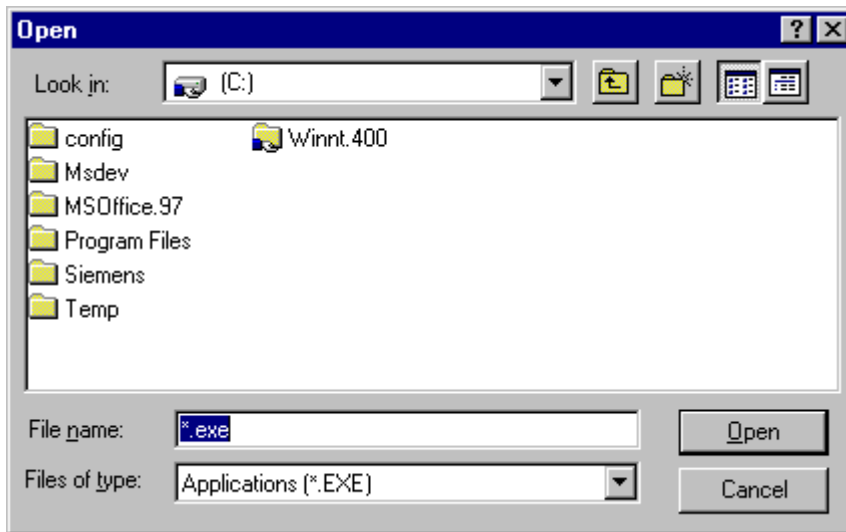 Open
Look in: (C:)
config Winnt.400
Msdev
MSOffice.97
Program Files
Siemens
Temp
File name: *.exe Open
Files of type: Applications (*.EXE) Cancel